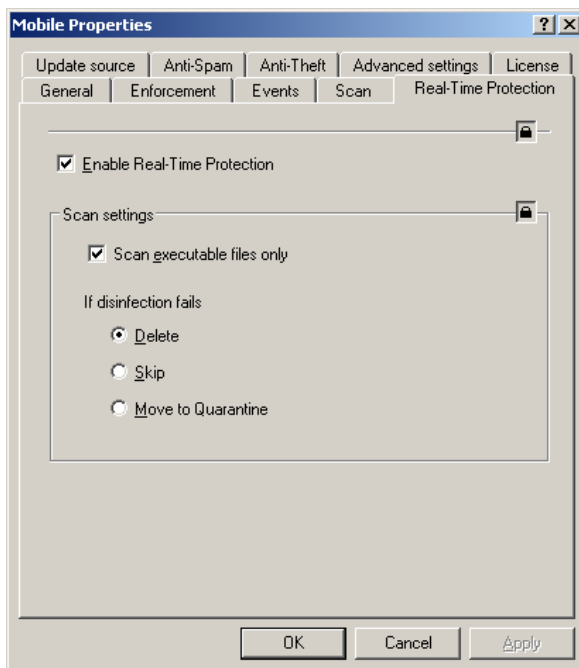 Mobile Properties
Update source Anti-Spam Anti-Theft Advanced settings License
General Enforcement Events Scan Real-Time Protection
Enable Real-Time Protection
Scan settings
Scan executable files only
If disinfection fails
Delete
Skip
Move to Quarantine
OK Cancel Apply